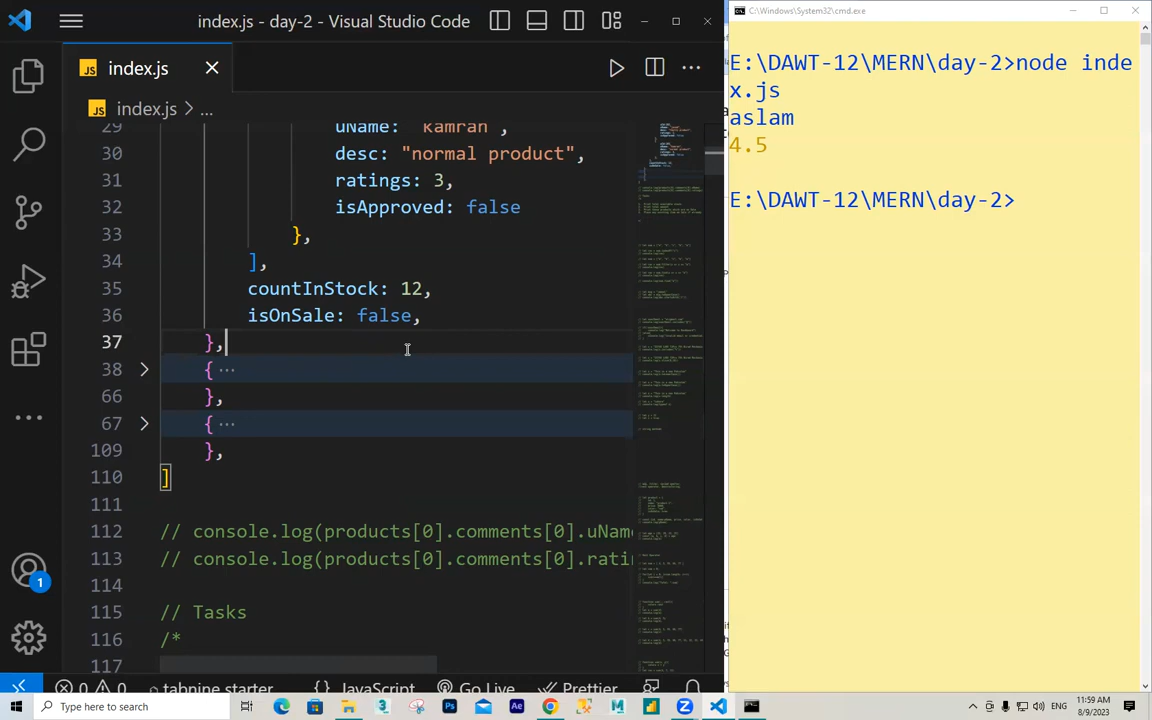 index.js - day-2 - Visual Studio Code
C:\Windows\System32\cmd.exe
index.js
index.js > ...
29 uName: "kamran",
30 desc: "normal product",
31 ratings: 3,
32 isApproved: false
33 },
34 ],
35 countInStock: 12,
36 isOnSale: false,
37 },
38 { ···
66 },
67 { ···
109 },
110 ]
111
112 // console.log(products[0].comments[0].uNam
113 // console.log(products[0].comments[0].rati
114
115 // Tasks
116 /*
117
0 0 tabnine starter {} JavaScript Go Live Prettier
1
E:\DAWT-12\MERN\day-2>node inde
x.js
aslam
4.5
E:\DAWT-12\MERN\day-2>
Type here to search
ENG
11:59 AM
8/9/2023